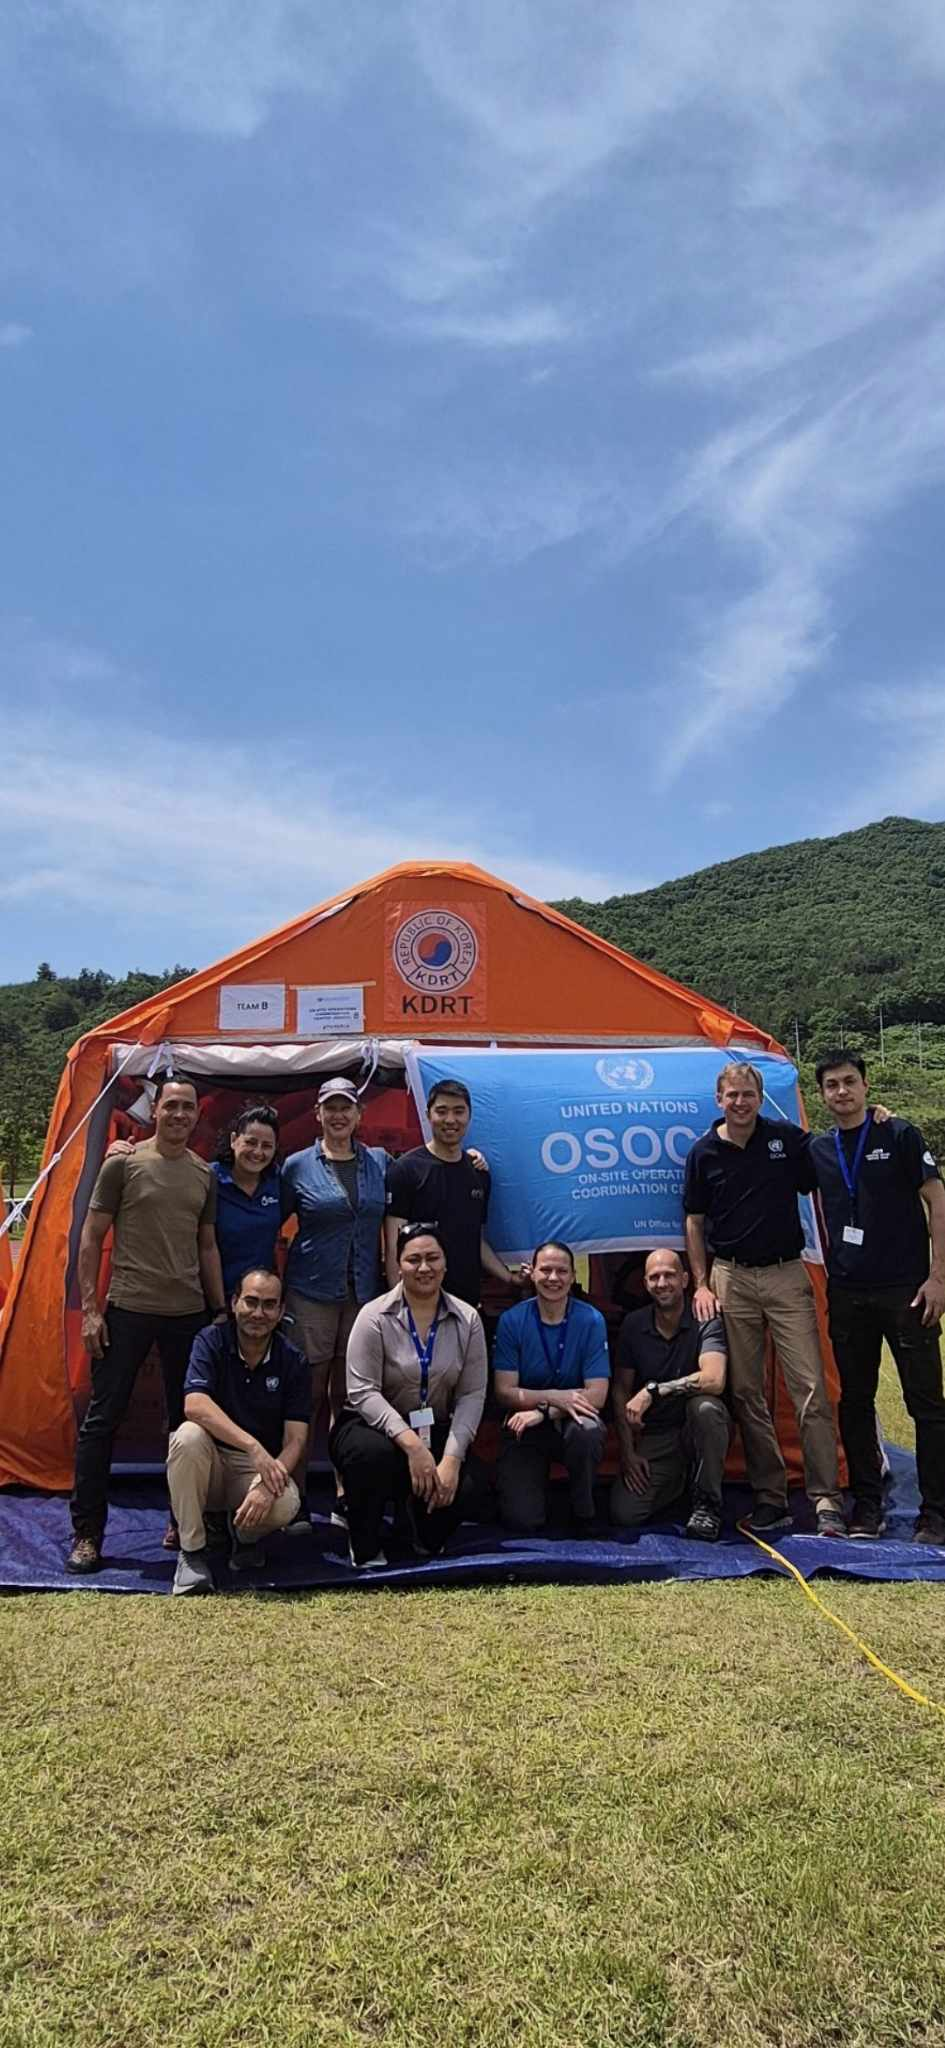 REPUBLIC OF KOREA
KDRT
KDRT
TEAM B
B
UNITED NATIONS
OSOC
ON-SITE OPERATI
COORDINATION CE
UN Office for
OCHA